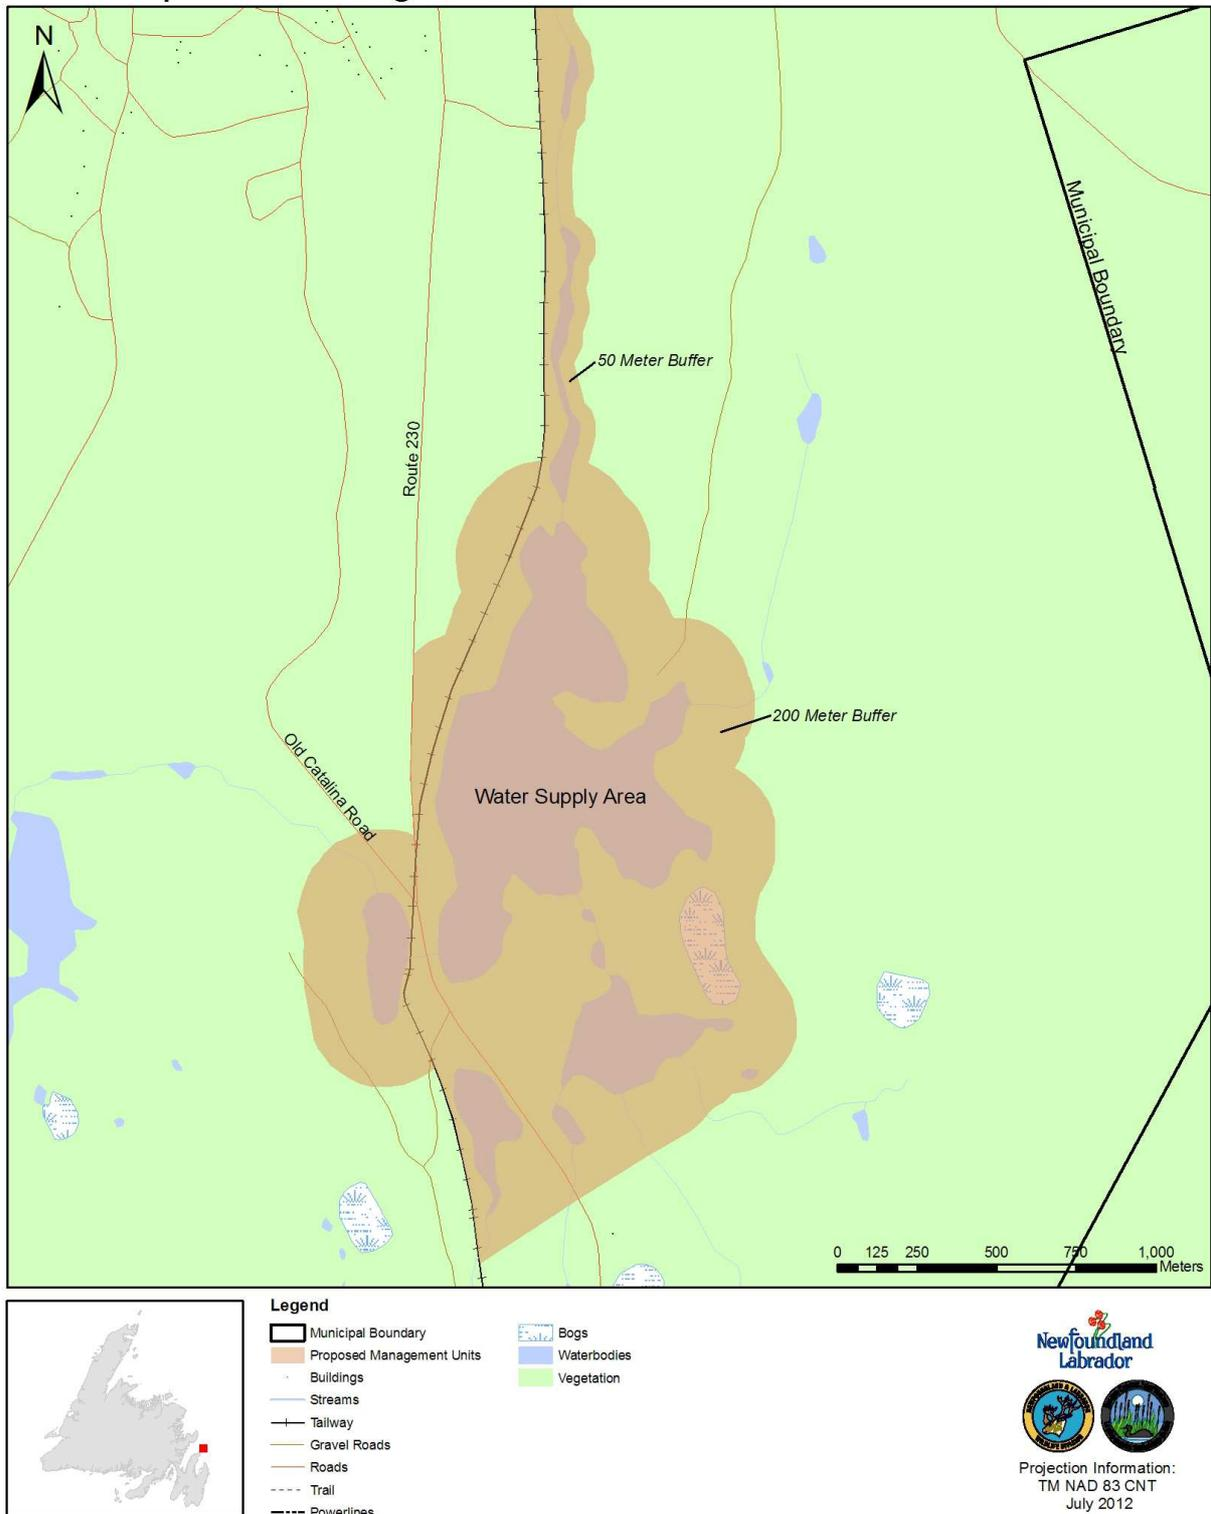 N
Municipal Boundary
50 Meter Buffer
Route 230
200 Meter Buffer
Old Catalina Road
Water Supply Area
0 125 250 500 750 1,000
Meters
Legend
Municipal Boundary
Proposed Management Units
Buildings
Streams
Tailway
Gravel Roads
Roads
Trail
Powerlines
Bogs
Waterbodies
Vegetation
Newfoundland
Labrador
Projection Information:
TM NAD 83 CNT
July 2012